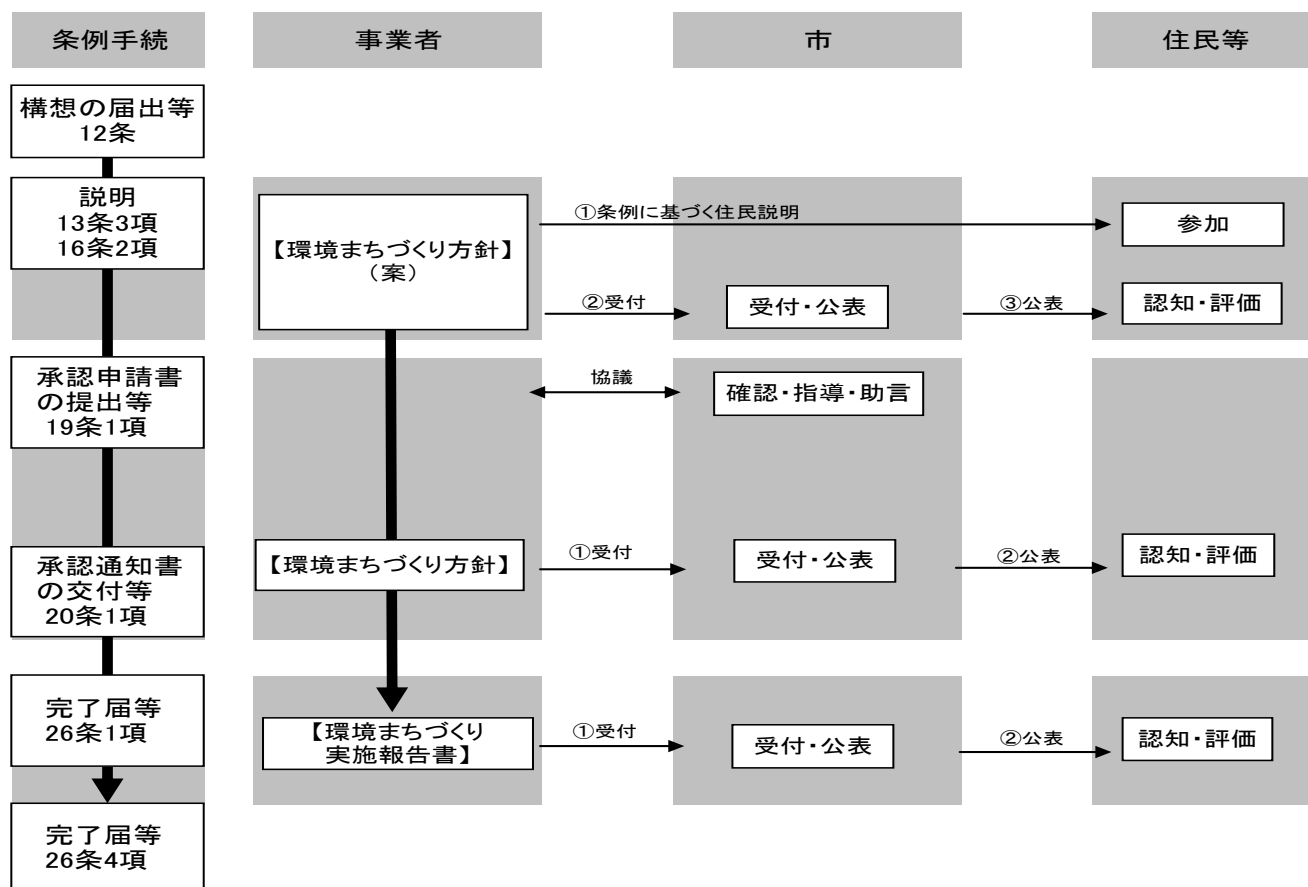 条例手続
事業者
市
住民等
構想の届出等
12条
説明
13条3項
16条2項
【環境まちづくり方針】
(案)
①条例に基づく住民説明
参加
②受付
受付・公表
③公表
認知・評価
承認申請書
の提出等
19条1項
協議
確認・指導・助言
承認通知書
の交付等
20条1項
【環境まちづくり方針】
①受付
受付・公表
②公表
認知・評価
完了届等
26条1項
【環境まちづくり
実施報告書】
①受付
受付・公表
②公表
認知・評価
完了届等
26条4項